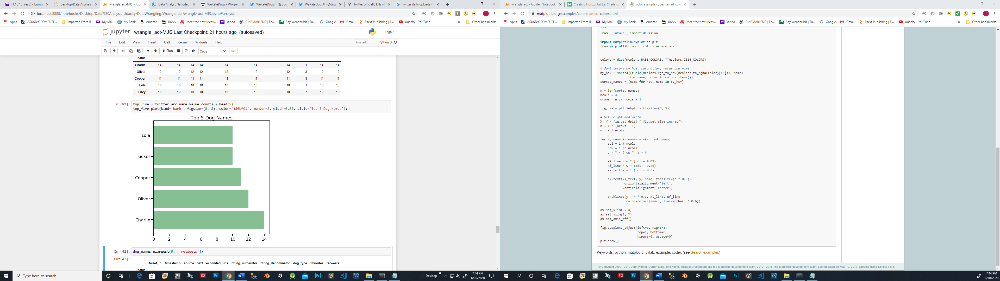 (1,167 unread) - bumta
Desktop/Data Analysis-
wrangle_act-MJS - Jup
Data Analyst Nanodeg
WeRateDogs - Wikiped
WeRateDogs® (@dog_
WeRateDogs® (@dog_
Twitter officially kills of
twitter daily uploads -
localhost:8888/notebooks/Desktop/Data%20Analysis-Udacity/DataWrangling/Wrangle_act/wrangle_act-MJS.ipynb#analysis
Apps ASUSTeK COMPUTE... Imported From IE My Mail My Bank Amazon USAA Meet the new Meet... Yahoo CINEMABLEND | En... Ray Wenderlich | Tu... Google Gmail Packt Publishing | T... Udacity - YouTube » Other bookmarks
jupyter wrangle_act-MJS Last Checkpoint: 21 hours ago (autosaved) Logout
File Edit View Insert Cell Kernel Widgets Help Trusted Python 3
Run Code
name
Charlie 14 14 14 14 14 14 14 1 14 14
Oliver 12 12 12 12 12 12 12 3 12 12
Cooper 11 11 11 11 11 11 11 3 11 11
Lola 10 10 10 10 10 10 10 1 10 10
Lucy 10 10 10 10 10 10 10 2 10 10
In [82]: top_five = twitter_arc.name.value_counts().head(5)
top_five.plot(kind='barh', figsize=(8, 8), color='#86bf91', zorder=2, width=0.85, title='Top 5 Dog Names');
Top 5 Dog Names
Lola
Tucker
Cooper
Oliver
Charlie
0 2 4 6 8 10 12 14
In [42]: dog_names.nlargest(5, ['retweets'])
Out[42]:
tweet_id timestamp source text expanded_urls rating_numerator rating_denominator dog_type favorites retweets
name
Type here to search
Desktop »
7:44 PM
6/10/2020
wrangle_act - Jupyter Notebook
Creating Horizontal Bar Charts u
color example code: named_colo
matplotlib.org/examples/color/named_colors.html
Apps ASUSTeK COMPUTE... Imported From IE My Mail My Bank Amazon USAA Meet the new Meet... Yahoo CINEMABLEND | En... Ray Wenderlich | Tu... Google Gmail Packt Publishing | T... Udacity - YouTube » Other bookmarks
"""
from __future__ import division
import matplotlib.pyplot as plt
from matplotlib import colors as mcolors
colors = dict(mcolors.BASE_COLORS, **mcolors.CSS4_COLORS)
# Sort colors by hue, saturation, value and name.
by_hsv = sorted((tuple(mcolors.rgb_to_hsv(mcolors.to_rgba(color)[:3])), name)
for name, color in colors.items())
sorted_names = [name for hsv, name in by_hsv]
n = len(sorted_names)
ncols = 4
nrows = n // ncols + 1
fig, ax = plt.subplots(figsize=(8, 5))
# Get height and width
X, Y = fig.get_dpi() * fig.get_size_inches()
h = Y / (nrows + 1)
w = X / ncols
for i, name in enumerate(sorted_names):
col = i % ncols
row = i // ncols
y = Y - (row * h) - h
xi_line = w * (col + 0.05)
xf_line = w * (col + 0.25)
xi_text = w * (col + 0.3)
ax.text(xi_text, y, name, fontsize=(h * 0.8),
horizontalalignment='left',
verticalalignment='center')
ax.hlines(y + h * 0.1, xi_line, xf_line,
color=colors[name], linewidth=(h * 0.6))
ax.set_xlim(0, X)
ax.set_ylim(0, Y)
ax.set_axis_off()
fig.subplots_adjust(left=0, right=1,
top=1, bottom=0,
hspace=0, wspace=0)
plt.show()
Keywords: python, matplotlib, pylab, example, codex (see Search examples)
© Copyright 2002 - 2012 John Hunter, Darren Dale, Eric Firing, Michael Droettboom and the Matplotlib development team; 2012 - 2016 The Matplotlib development team. Last updated on May 10, 2017. Created using Sphinx 1.5.5.
7:44 PM
6/10/2020